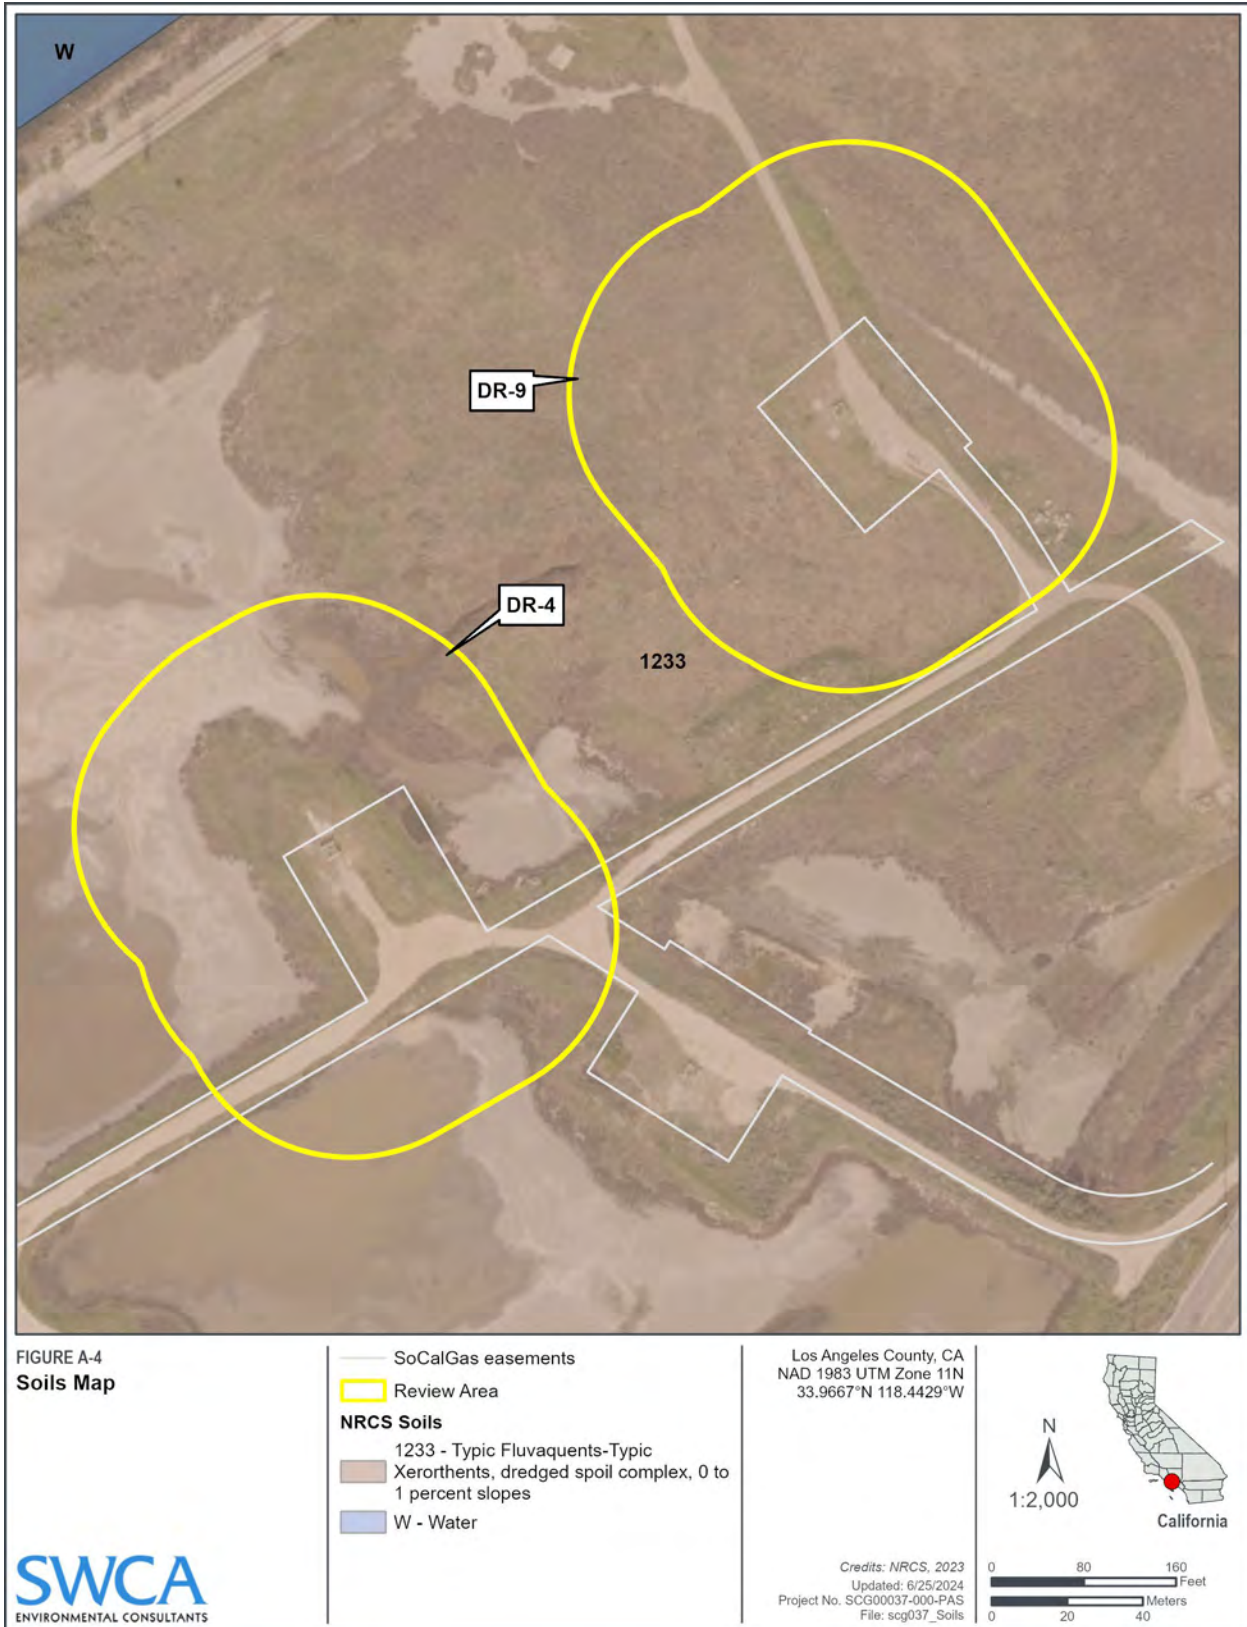 W
DR-9
DR-4
1233
FIGURE A-4
Soils Map
SoCalGas easements
Review Area
NRCS Soils
1233 - Typic Fluvaquents-Typic
Xerorthents, dredged spoil complex, 0 to
1 percent slopes
W - Water
Los Angeles County, CA
NAD 1983 UTM Zone 11N
33.9667°N 118.4429°W
N
1:2,000
California
Credits: NRCS, 2023
Updated: 6/25/2024
Project No. SCG00037-000-PAS
File: scg037_Soils
0 80 160
Feet
Meters
0 20 40
SWCA
ENVIRONMENTAL CONSULTANTS